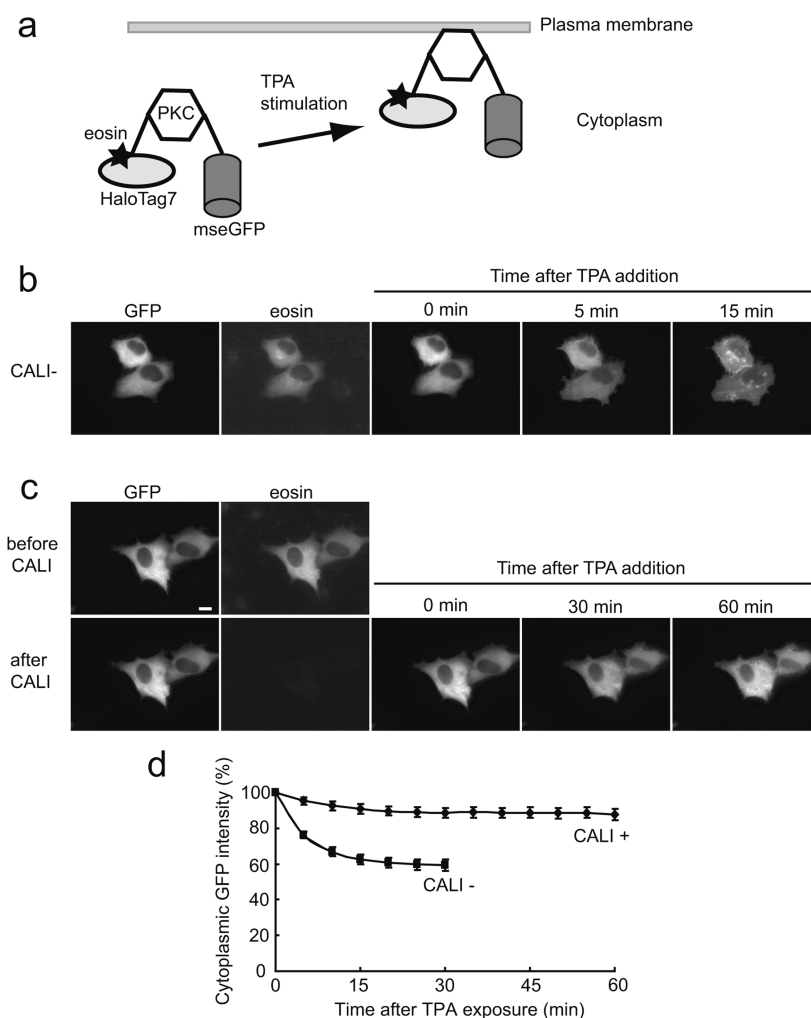 a
Plasma membrane
TPA
stimulation
PKC
eosin
Cytoplasm
HaloTag7
mseGFP
b
Time after TPA addition
GFP eosin 0 min 5 min 15 min
CALI-
c
GFP eosin
before
CALI
Time after TPA addition
0 min 30 min 60 min
after
CALI
d
Cytoplasmic GFP intensity (%)
100
80
60
40
20
0
CALI +
CALI -
0 15 30 45 60
Time after TPA exposure (min)